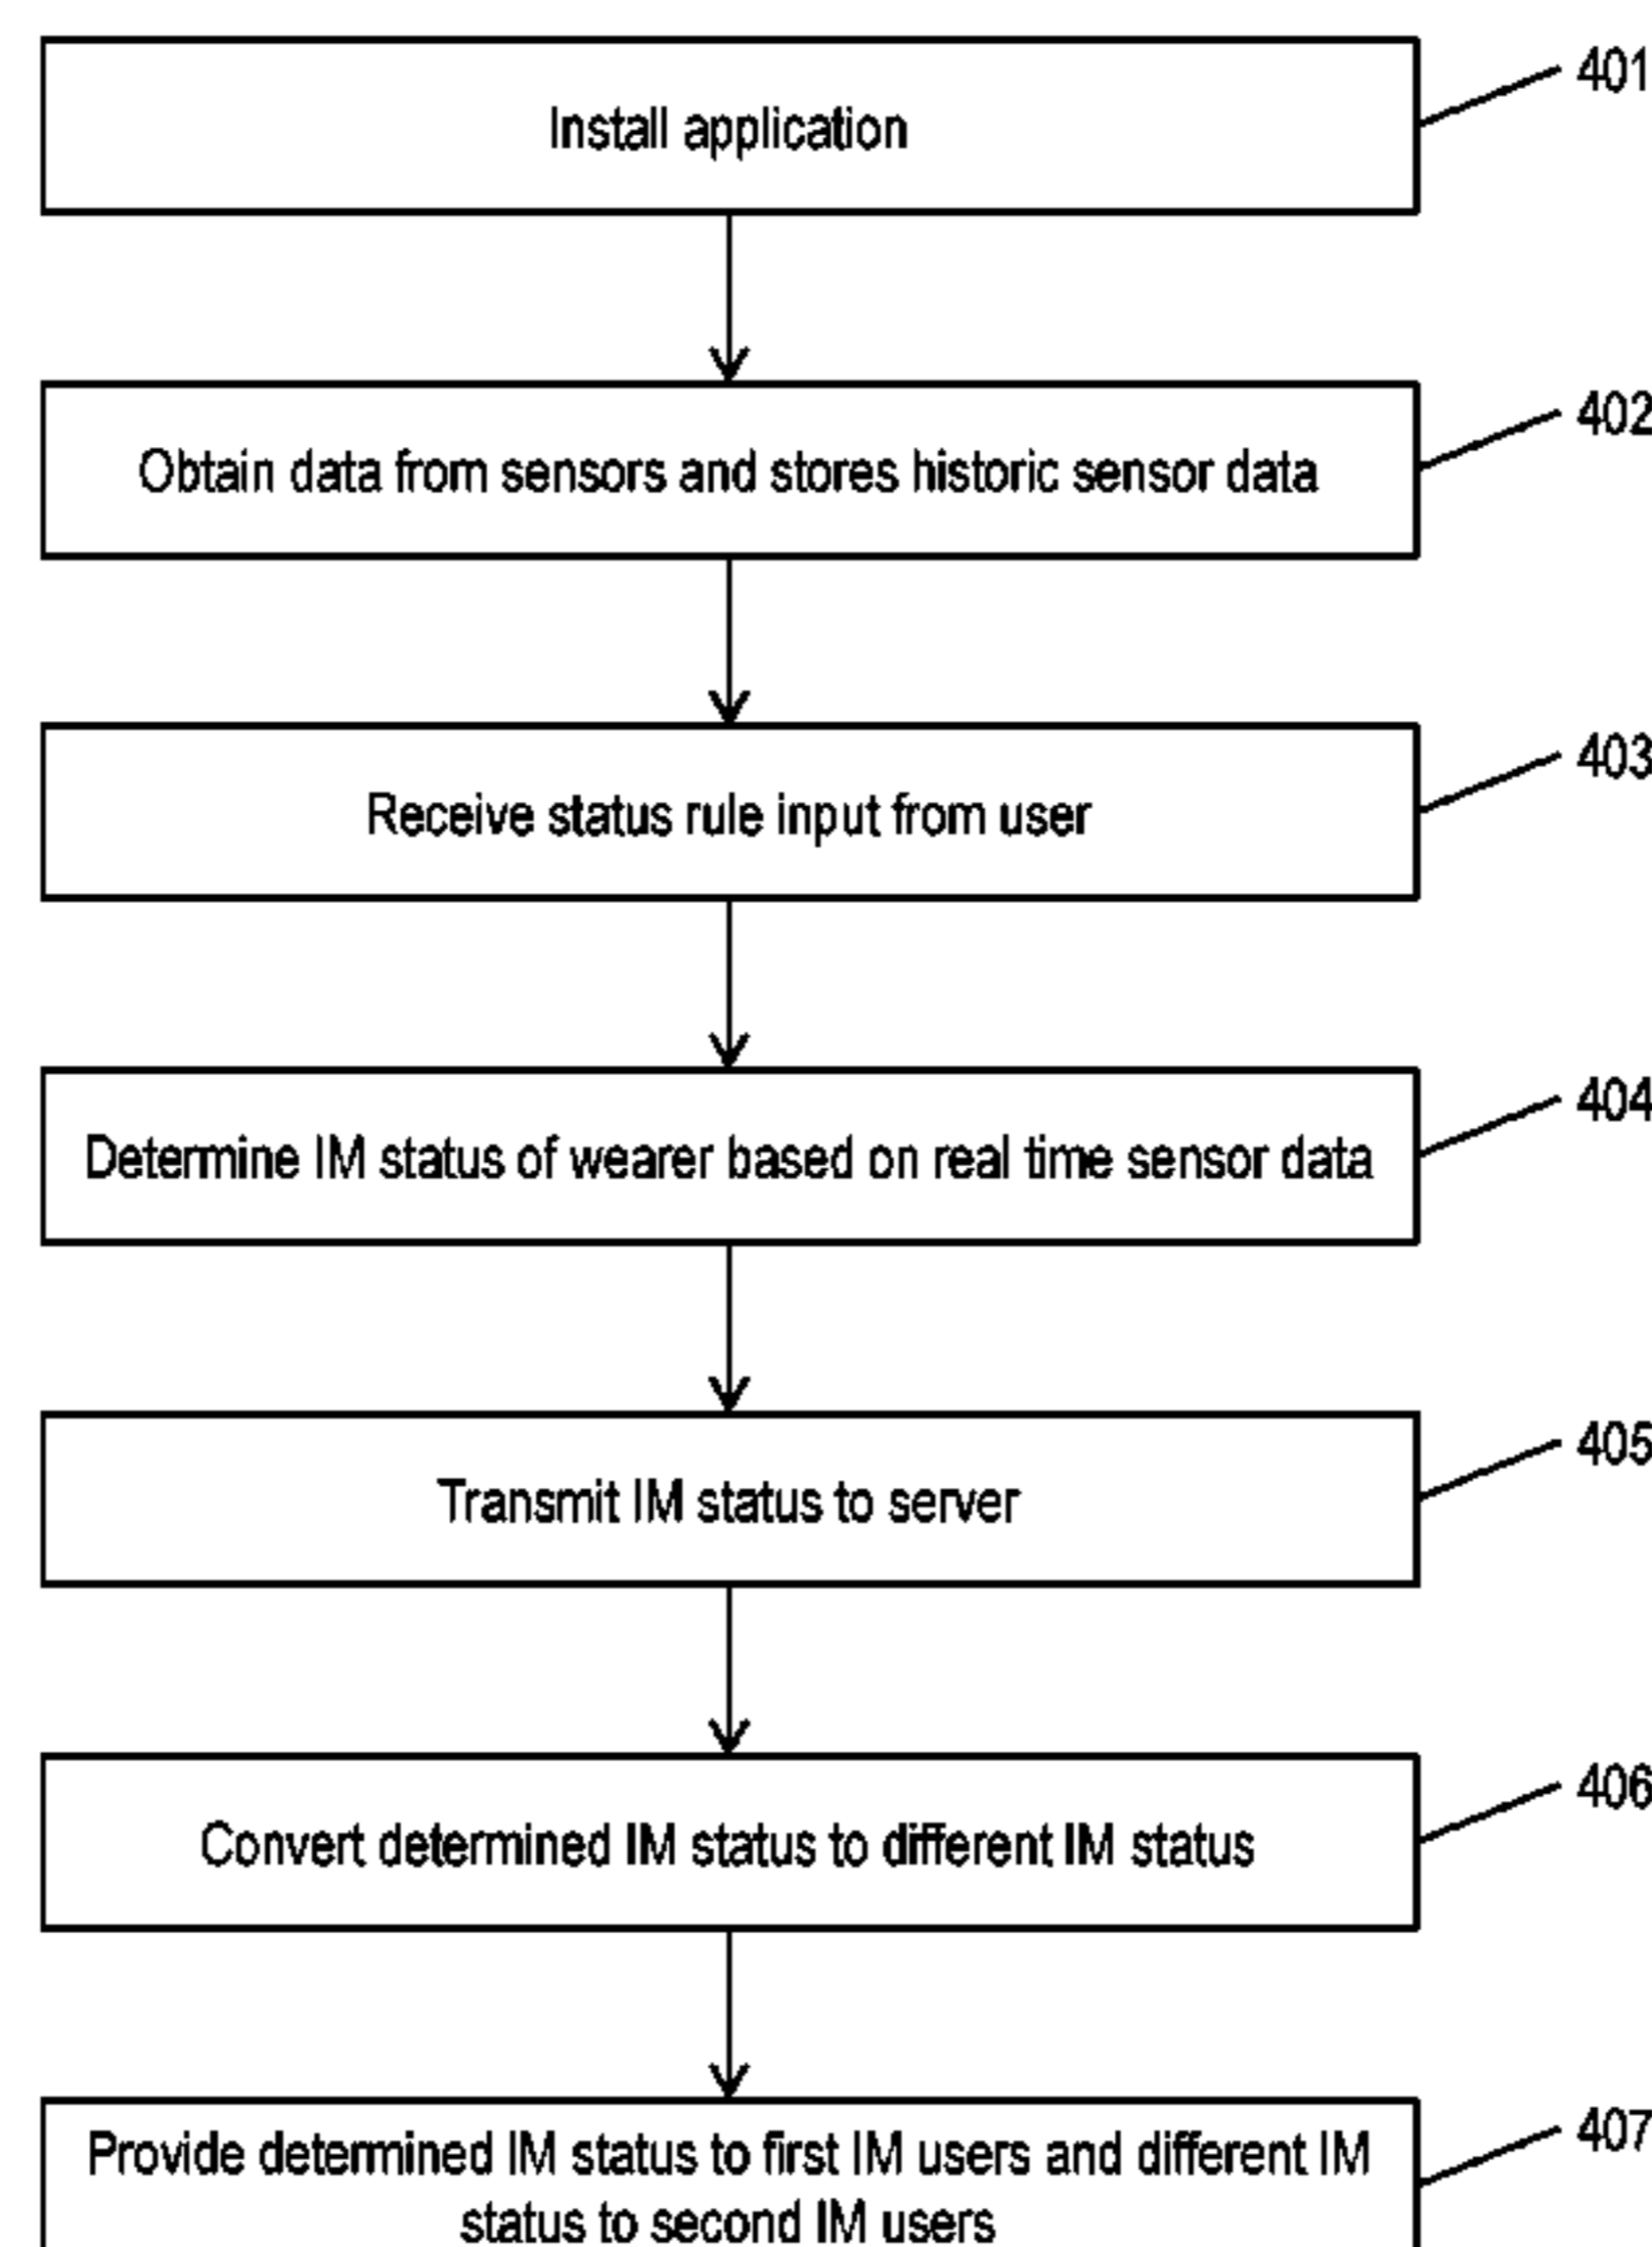 401
Install application
402
Obtain data from sensors and stores historic sensor data
403
Receive status rule input from user
404
Determine IM status of wearer based on real time sensor data
405
Transmit IM status to server
406
Convert determined IM status to different IM status
407
Provide determined IM status to first IM users and different IM
status to second IM users